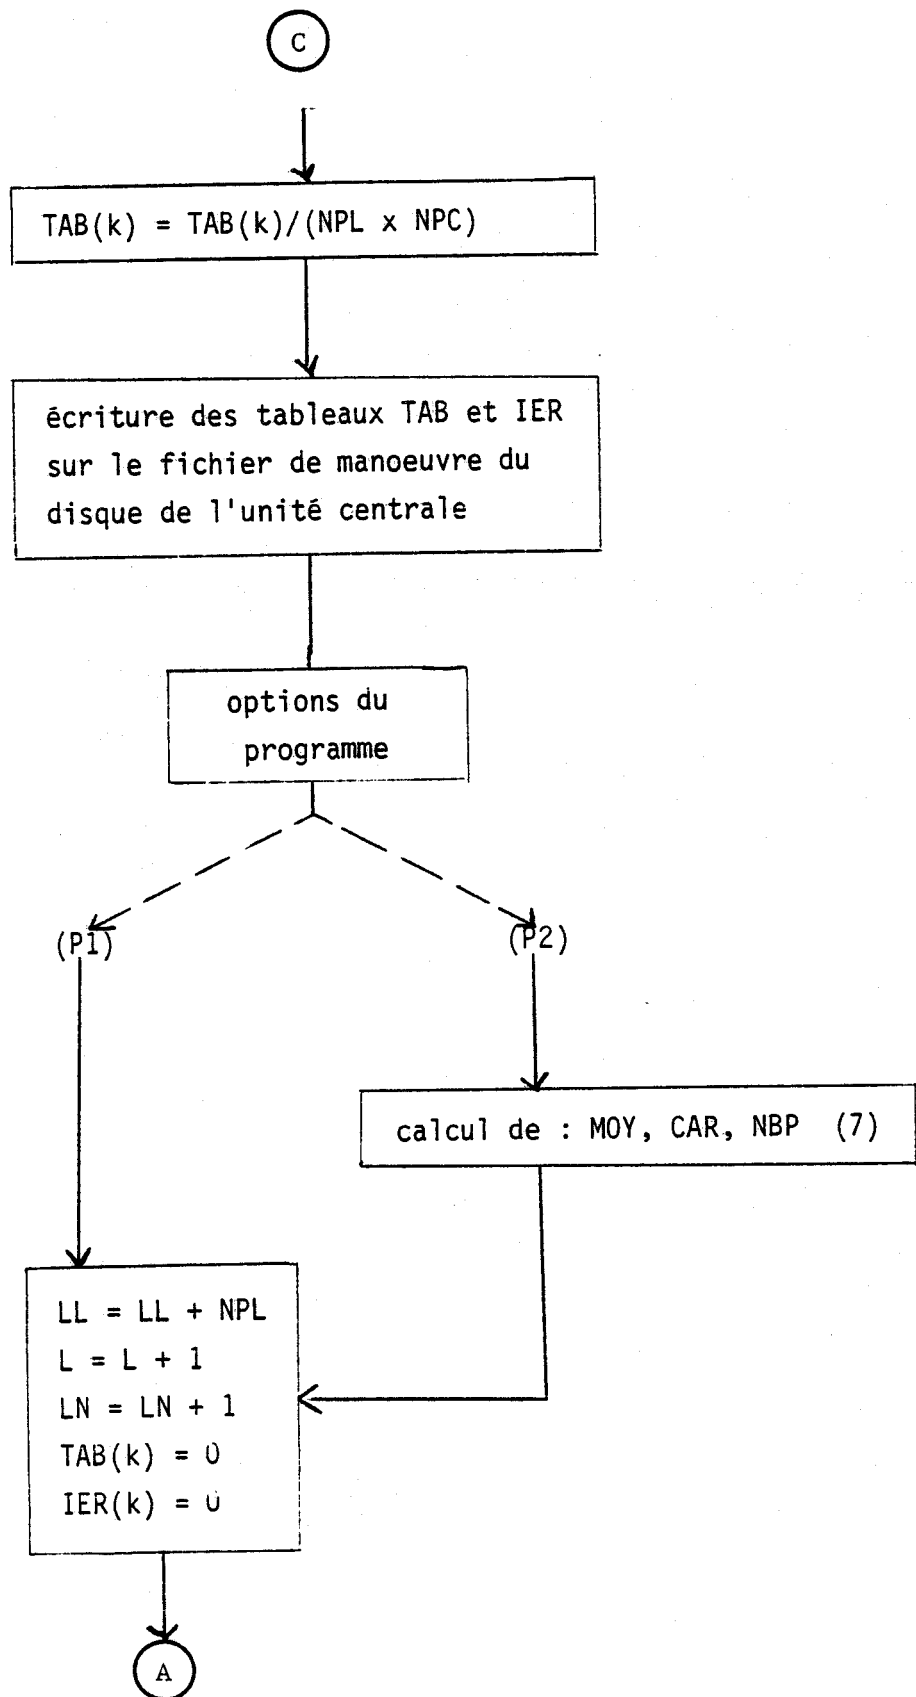 C
TAB(k) = TAB(k)/(NPL x NPC)
écriture des tableaux TAB et IER
sur le fichier de manoeuvre du
disque de l'unité centrale
options du
programme
(P1)
(P2)
calcul de : MOY, CAR, NBP (7)
LL = LL + NPL
L = L + 1
LN = LN + 1
TAB(k) = 0
IER(k) = 0
A